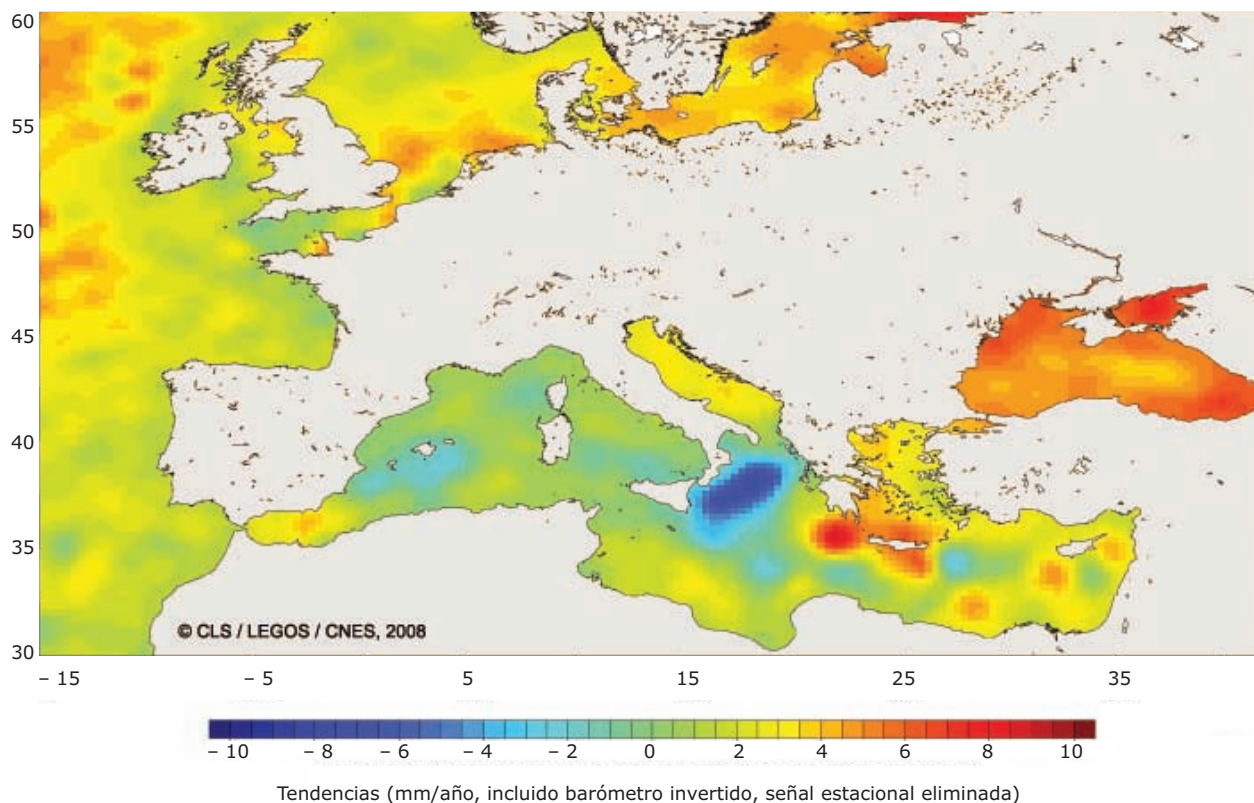 60
55
50
45
40
35
30
© CLS / LEGOS / CNES, 2008
– 15 – 5 5 15 25 35
– 10 – 8 – 6 – 4 – 2 0 2 4 6 8 10
Tendencias (mm/año, incluido barómetro invertido, señal estacional eliminada)